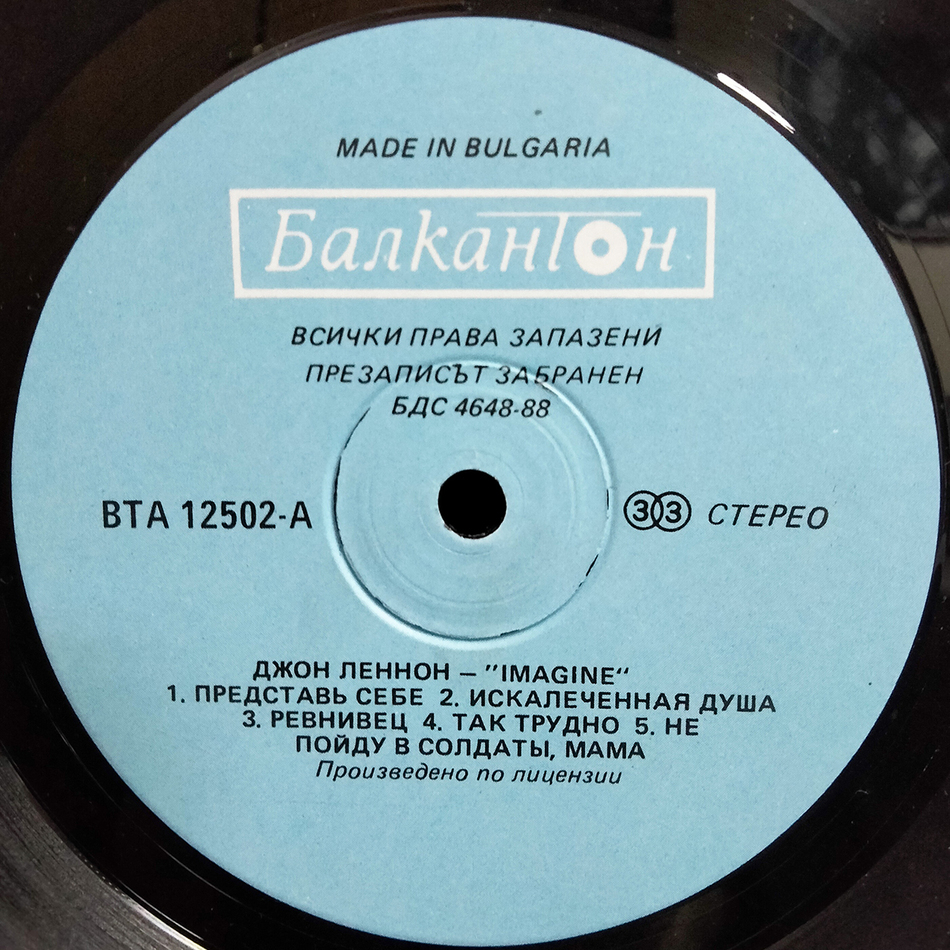 MADE IN BULGARIA
Балкантон
ВСИЧКИ ПРАВА ЗАПАЗЕНИ
ПРЕЗАПИСЪТ ЗАБРАНЕН
БДС 4648-88
ВТА 12502-А
33 СТЕРЕО
ДЖОН ЛЕННОН – "IMAGINE“
1. ПРЕДСТАВЬ СЕБЕ 2. ИСКАЛЕЧЕННАЯ ДУША
3. РЕВНИВЕЦ 4. ТАК ТРУДНО 5. НЕ
ПОЙДУ В СОЛДАТЫ, МАМА
Произведено по лицензии